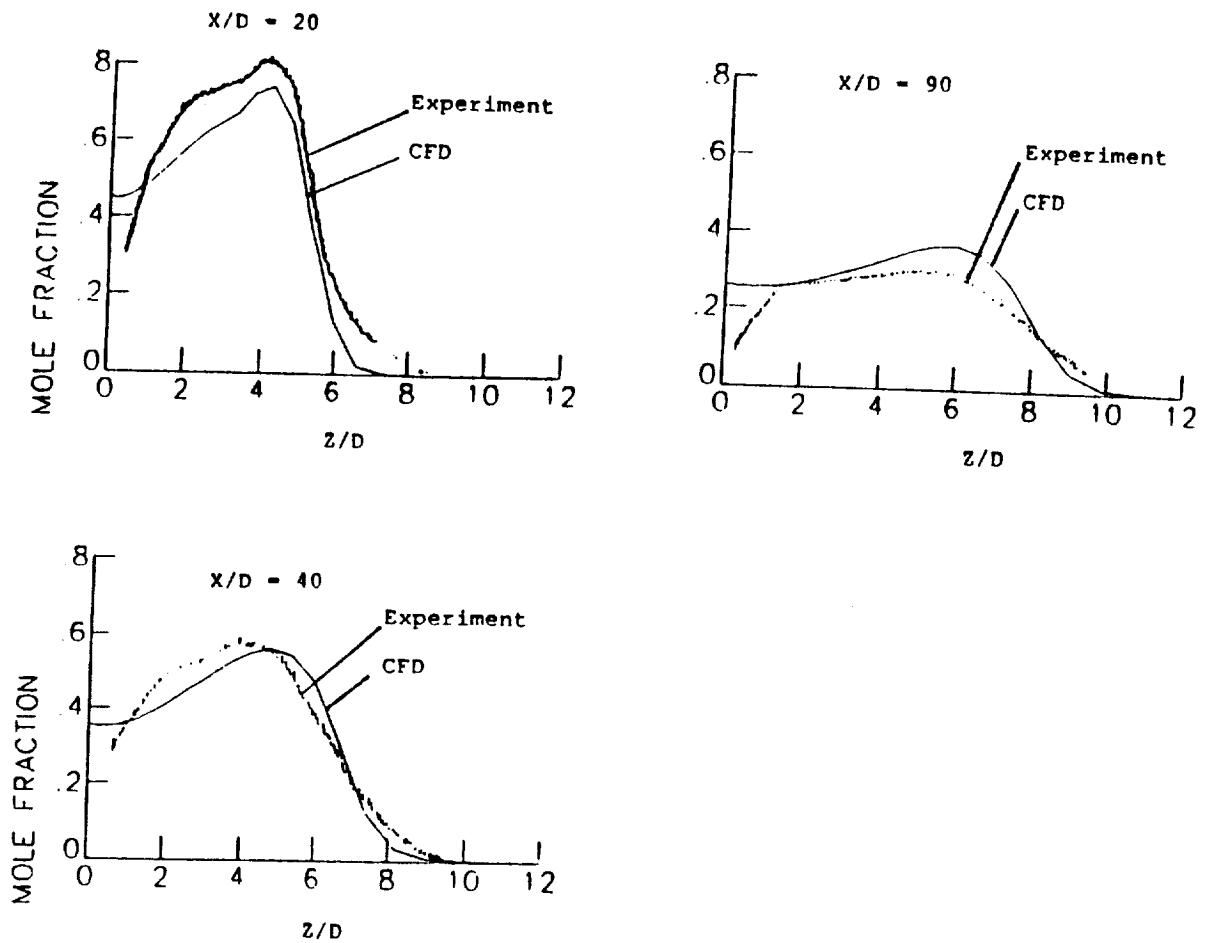 X/D = 20
.8
.6
.4
.2
0
0 2 4 6 8 10 12
MOLE FRACTION
Z/D
Experiment
CFD
X/D = 90
.8
.6
.4
.2
0
0 2 4 6 8 10 12
Z/D
Experiment
CFD
X/D = 40
.8
.6
.4
.2
0
0 2 4 6 8 10 12
MOLE FRACTION
Z/D
Experiment
CFD